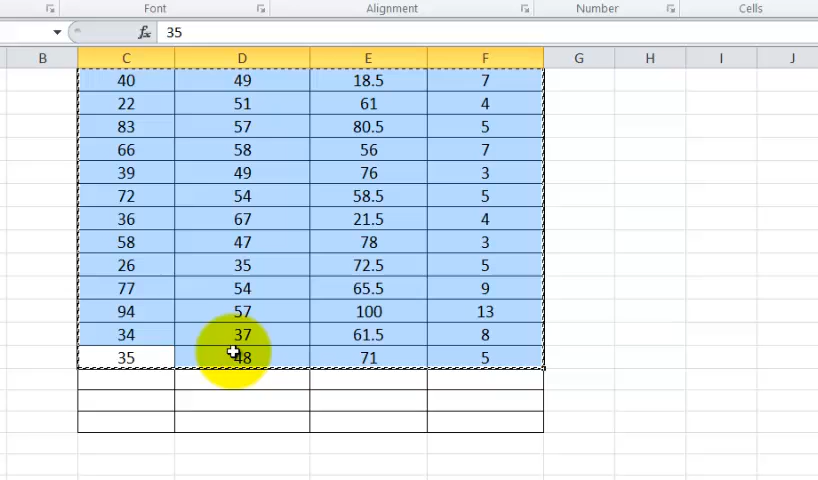 Font Alignment Number Cells
fx 35
B C D E F G H I J
40 49 18.5 7
22 51 61 4
83 57 80.5 5
66 58 56 7
39 49 76 3
72 54 58.5 5
36 67 21.5 4
58 47 78 3
26 35 72.5 5
77 54 65.5 9
94 57 100 13
34 37 61.5 8
35 48 71 5